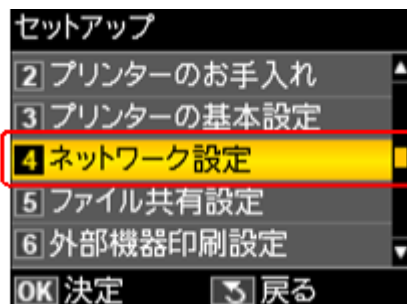 セットアップ
2 プリンターのお手入れ
3 プリンターの基本設定
4 ネットワーク設定
5 ファイル共有設定
6 外部機器印刷設定
OK 決定 戻る